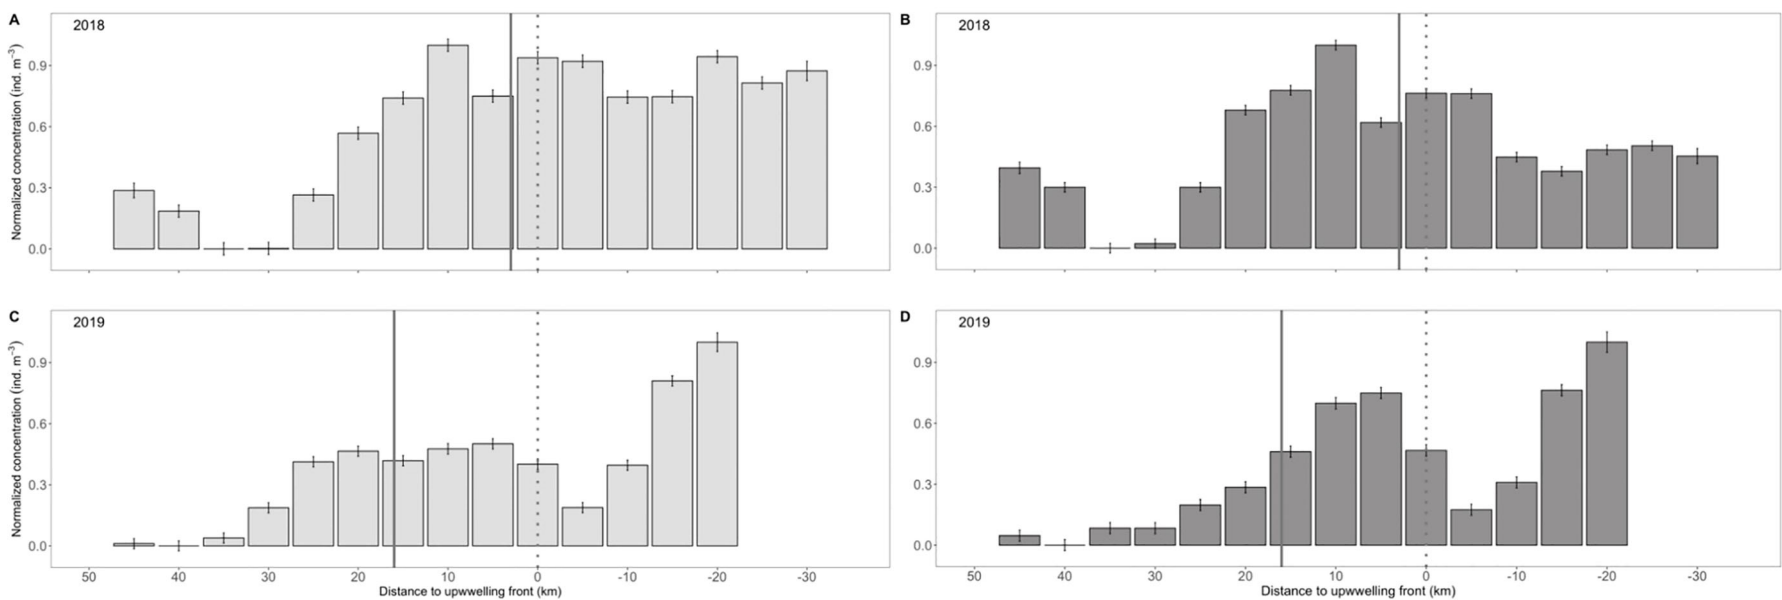 A 2018 B 2018
Normalized concentration (ind. m⁻³)
0.9 0.9
0.6 0.6
0.3 0.3
0.0 0.0
C 2019 D 2019
Normalized concentration (ind. m⁻³)
0.9 0.9
0.6 0.6
0.3 0.3
0.0 0.0
50 40 30 20 10 0 -10 -20 -30 50 40 30 20 10 0 -10 -20 -30
Distance to upwwelling front (km) Distance to upwwelling front (km)